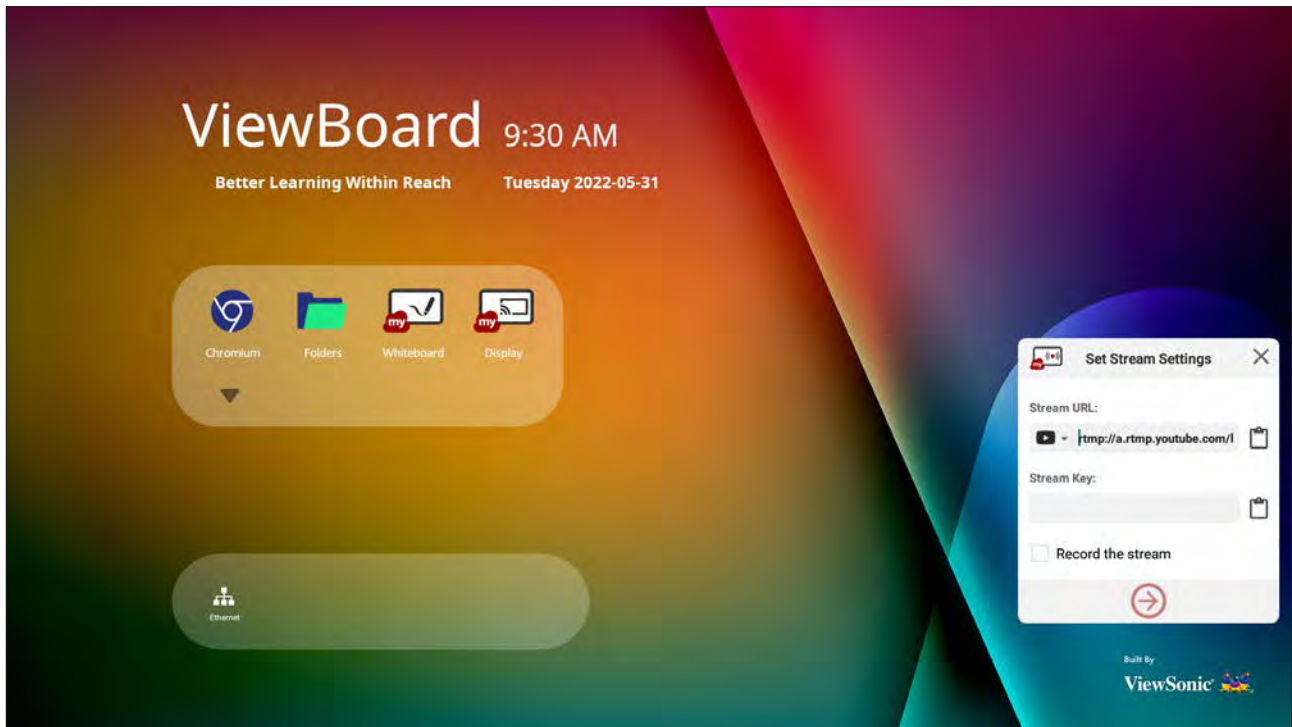 ViewBoard 9:30 AM
Better Learning Within Reach Tuesday 2022-05-31
Chromium Folders my Whiteboard my Display
Ethernet
my Set Stream Settings
Stream URL:
rtmp://a.rtmp.youtube.com/l
Stream Key:
Record the stream
Built By
ViewSonic